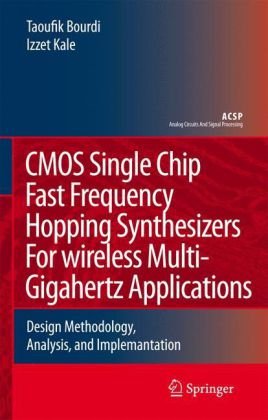 Taoufik Bourdi
Izzet Kale
ACSP
Analog Circuits And Signal Processing
CMOS Single Chip
Fast Frequency
Hopping Synthesizers
For wireless Multi-
Gigahertz Applications
Design Methodology,
Analysis, and Implemantation
Springer